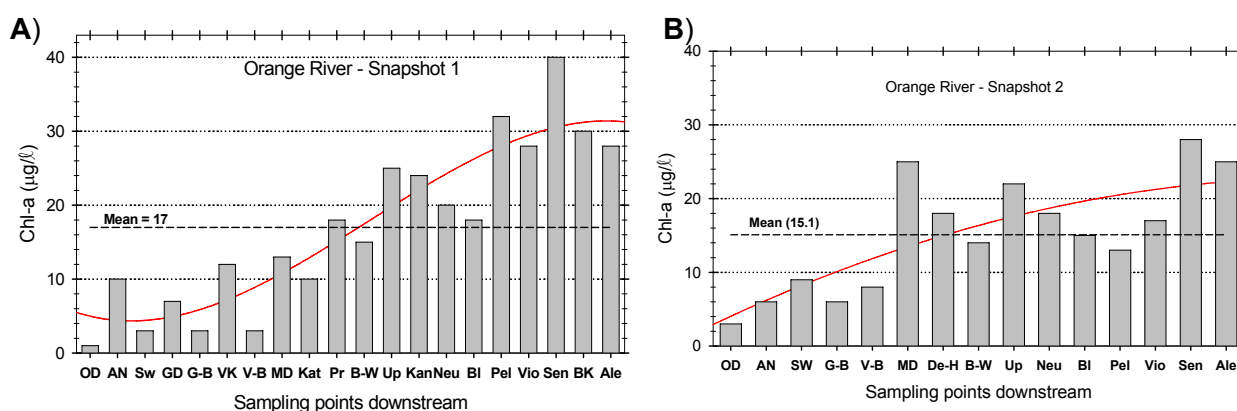 A)
Orange River - Snapshot 1
Chl-a (µg/ℓ)
40
30
20
10
0
Mean = 17
OD AN Sw GD G-B VK V-B MD Kat Pr B-W Up Kan Neu Bl Pel Vio Sen BK Ale
Sampling points downstream
B)
Orange River - Snapshot 2
Chl-a (µg/ℓ)
40
30
20
10
0
Mean (15.1)
OD AN SW G-B V-B MD De-H B-W Up Neu Bl Pel Vio Sen Ale
Sampling points downstream